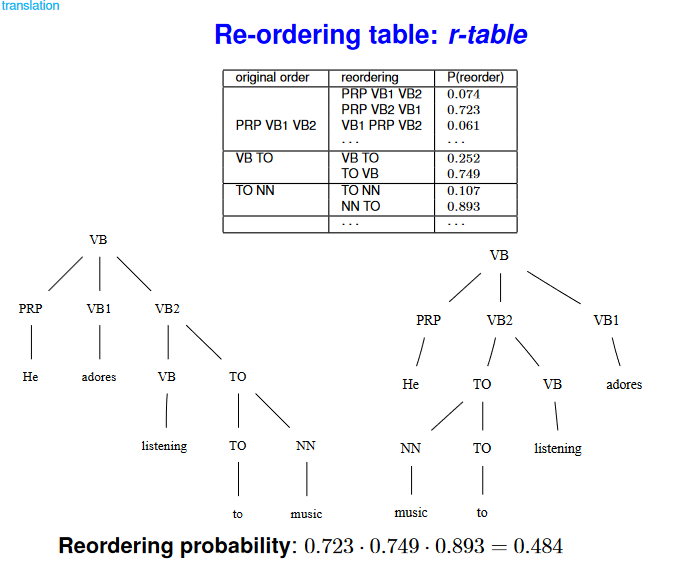 translation
Re-ordering table: r-table
original order reordering P(reorder)
PRP VB1 VB2 0.074
PRP VB2 VB1 0.723
PRP VB1 VB2 VB1 PRP VB2 0.061
... ...
VB TO VB TO 0.252
TO VB 0.749
TO NN TO NN 0.107
NN TO 0.893
... ...
VB
PRP VB1 VB2
He adores VB TO
listening TO NN
to music
VB
PRP VB2 VB1
He TO VB adores
NN TO listening
music to
Reordering probability: 0.723 · 0.749 · 0.893 = 0.484